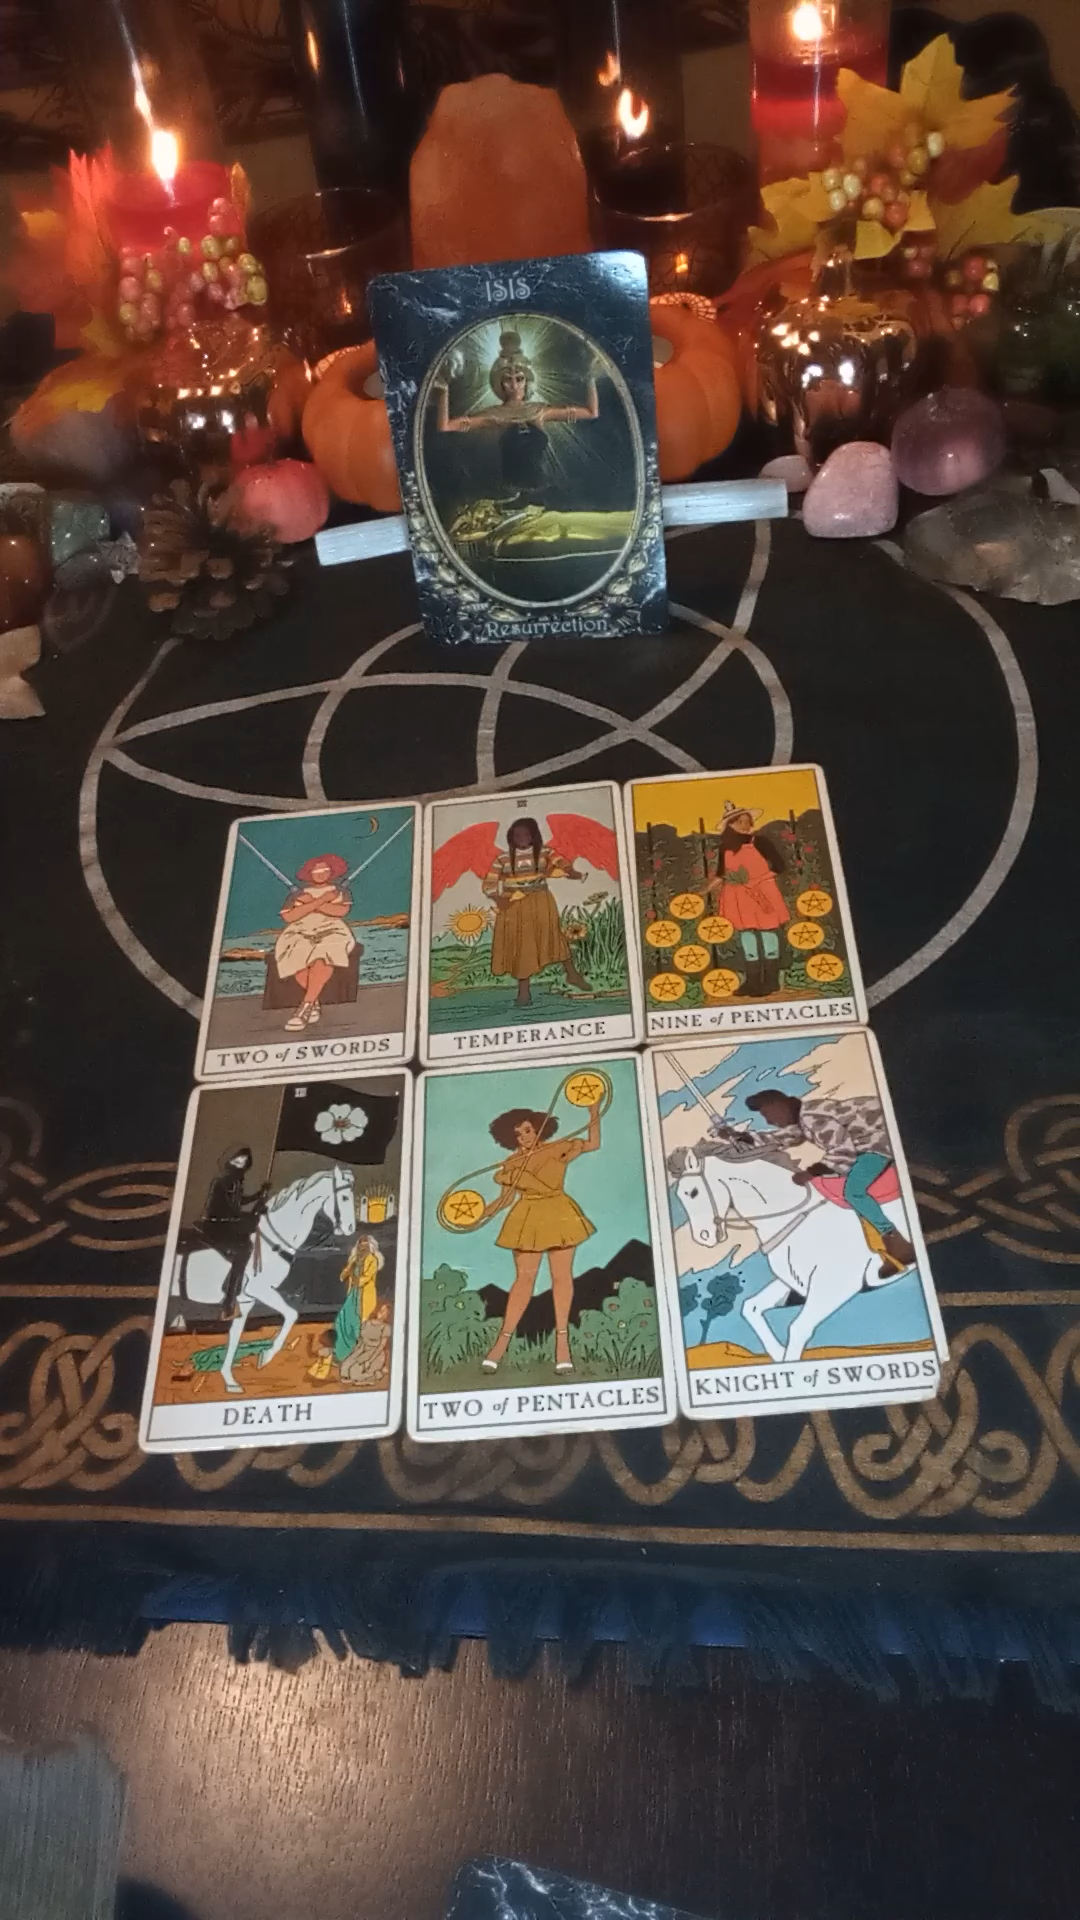 ISIS
Resurrection
TWO of SWORDS
TEMPERANCE
NINE of PENTACLES
DEATH
TWO of PENTACLES
KNIGHT of SWORDS